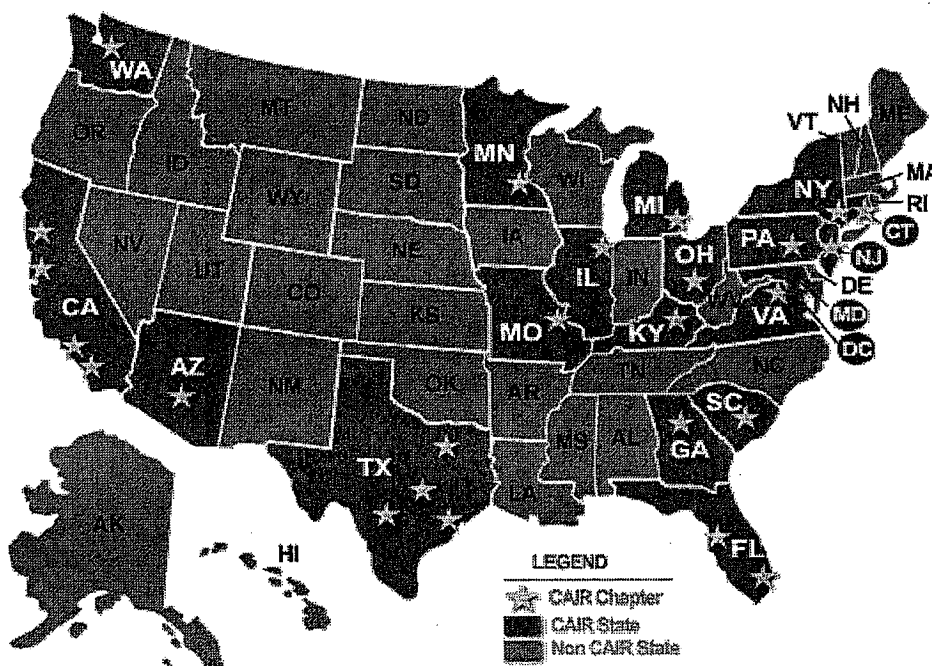 WA
MT
ND
MN
VT
NH
ME
OR
ID
SD
WI
NY
MA
WY
MI
RI
CT
IA
PA
NV
NE
OH
NJ
UT
IL
IN
DE
CA
CO
MD
KS
MO
KY
VA
DC
AZ
OK
TN
NC
NM
AR
SC
MS
AL
GA
TX
LA
AK
HI
FL
LEGEND
CAIR Chapter
CAIR State
Non CAIR State